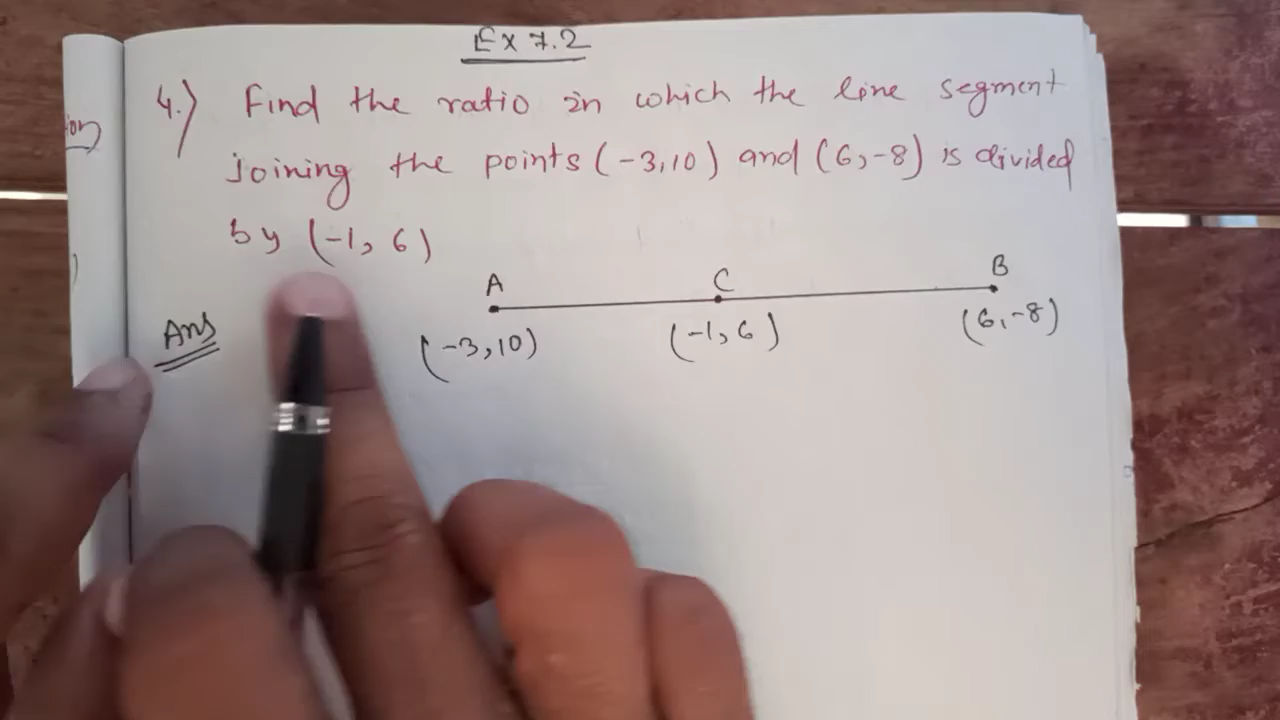 Ex 7.2
4.) Find the ratio in which the line segment
joining the points (-3,10) and (6,-8) is divided
by (-1, 6)
A C B
(-3,10) (-1,6) (6,-8)
Ans